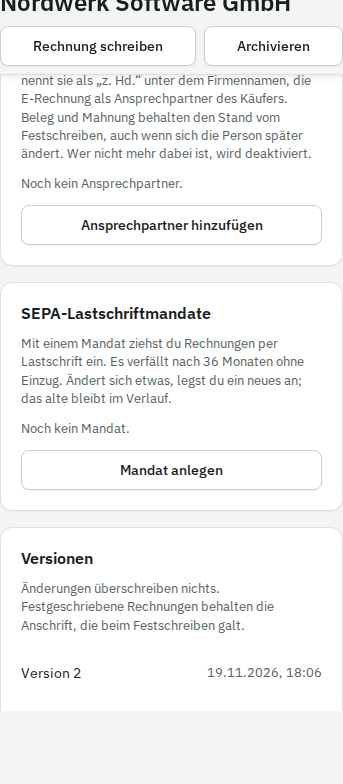 Nordwerk Software GmbH
Rechnung schreiben
Archivieren
nennt sie als „z. Hd.“ unter dem Firmennamen, die
E-Rechnung als Ansprechpartner des Käufers.
Beleg und Mahnung behalten den Stand vom
Festschreiben, auch wenn sich die Person später
ändert. Wer nicht mehr dabei ist, wird deaktiviert.
Noch kein Ansprechpartner.
Ansprechpartner hinzufügen
SEPA-Lastschriftmandate
Mit einem Mandat ziehst du Rechnungen per
Lastschrift ein. Es verfällt nach 36 Monaten ohne
Einzug. Ändert sich etwas, legst du ein neues an;
das alte bleibt im Verlauf.
Noch kein Mandat.
Mandat anlegen
Versionen
Änderungen überschreiben nichts.
Festgeschriebene Rechnungen behalten die
Anschrift, die beim Festschreiben galt.
Version 2 19.11.2026, 18:06